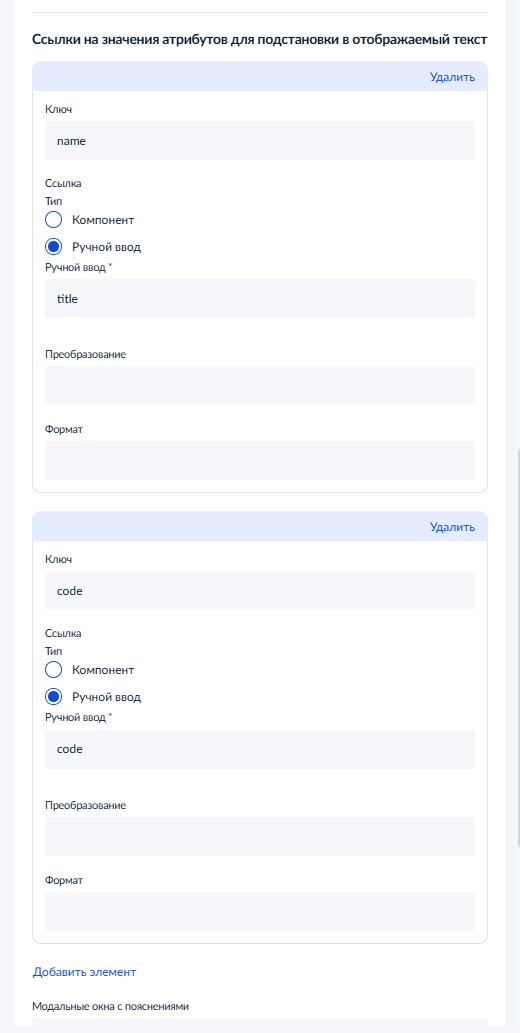 Ссылки на значения атрибутов для подстановки в отображаемый текст
Удалить
Ключ
name
Ссылка
Тип
Компонент
Ручной ввод
Ручной ввод *
title
Преобразование
Формат
Удалить
Ключ
code
Ссылка
Тип
Компонент
Ручной ввод
Ручной ввод *
code
Преобразование
Формат
Добавить элемент
Модальные окна с пояснениями